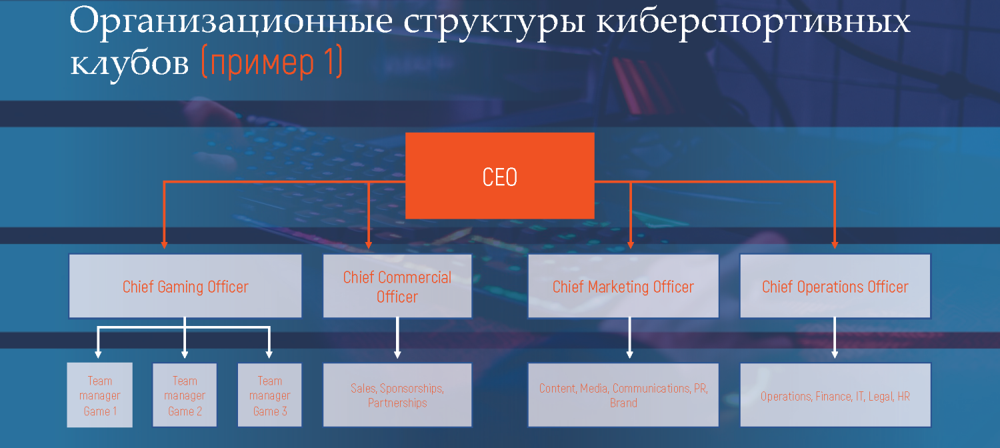 Организационные структуры киберспортивных
клубов (пример 1)
CEO
Chief Gaming Officer
Chief Commercial
Officer
Chief Marketing Officer
Chief Operations Officer
Team
manager
Game 1
Team
manager
Game 2
Team
manager
Game 3
Sales, Sponsorships,
Partnerships
Content, Media, Communications, PR,
Brand
Operations, Finance, IT, Legal, HR